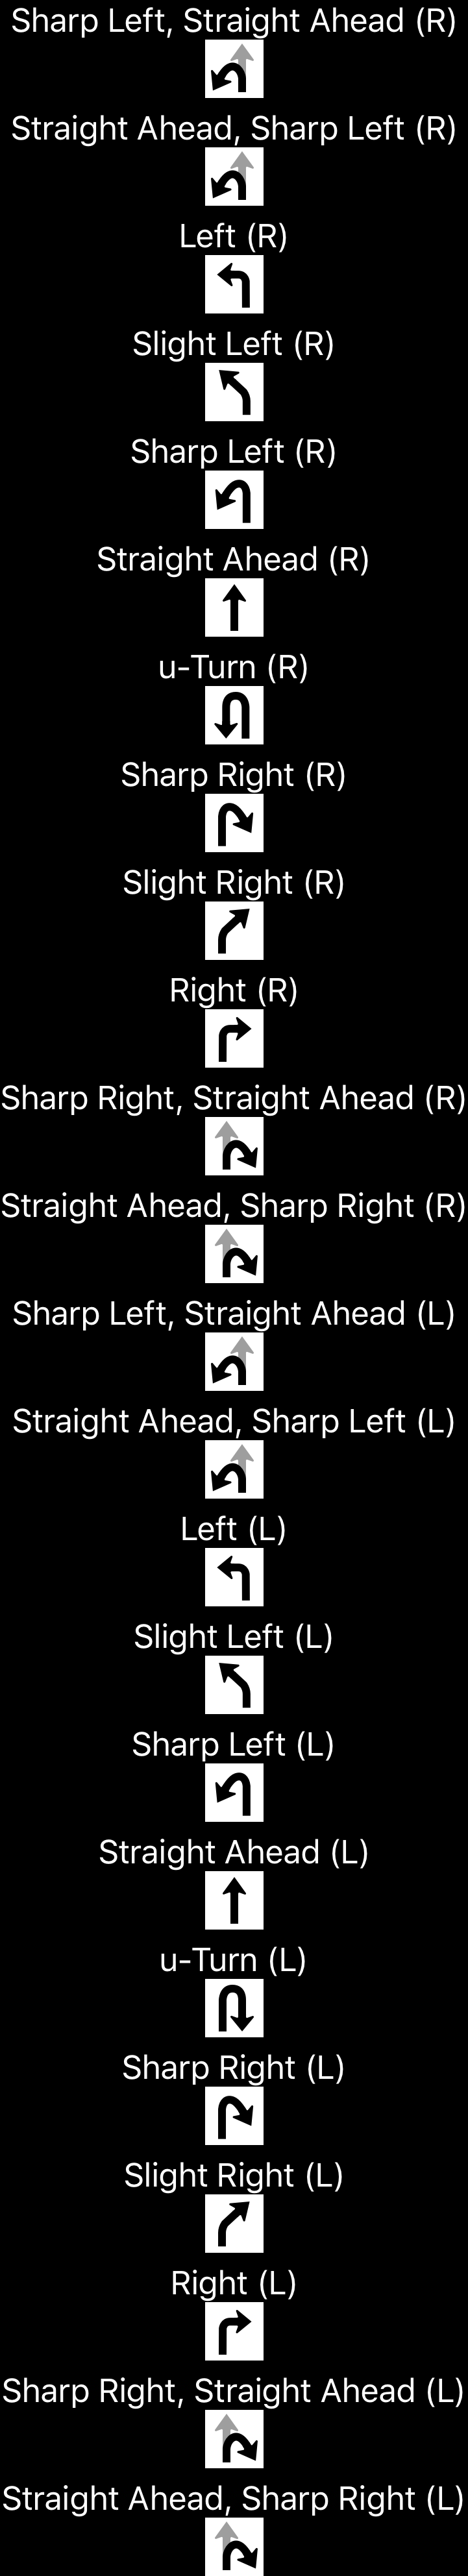 Sharp Left, Straight Ahead (R)
Straight Ahead, Sharp Left (R)
Left (R)
Slight Left (R)
Sharp Left (R)
Straight Ahead (R)
u-Turn (R)
Sharp Right (R)
Slight Right (R)
Right (R)
Sharp Right, Straight Ahead (R)
Straight Ahead, Sharp Right (R)
Sharp Left, Straight Ahead (L)
Straight Ahead, Sharp Left (L)
Left (L)
Slight Left (L)
Sharp Left (L)
Straight Ahead (L)
u-Turn (L)
Sharp Right (L)
Slight Right (L)
Right (L)
Sharp Right, Straight Ahead (L)
Straight Ahead, Sharp Right (L)